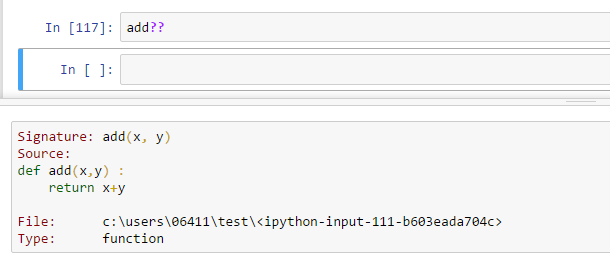 In [117]: add??
In [ ]:
Signature: add(x, y)
Source:
def add(x,y) :
    return x+y
File:      c:\users\06411\test\<ipython-input-111-b603eada704c>
Type:      function